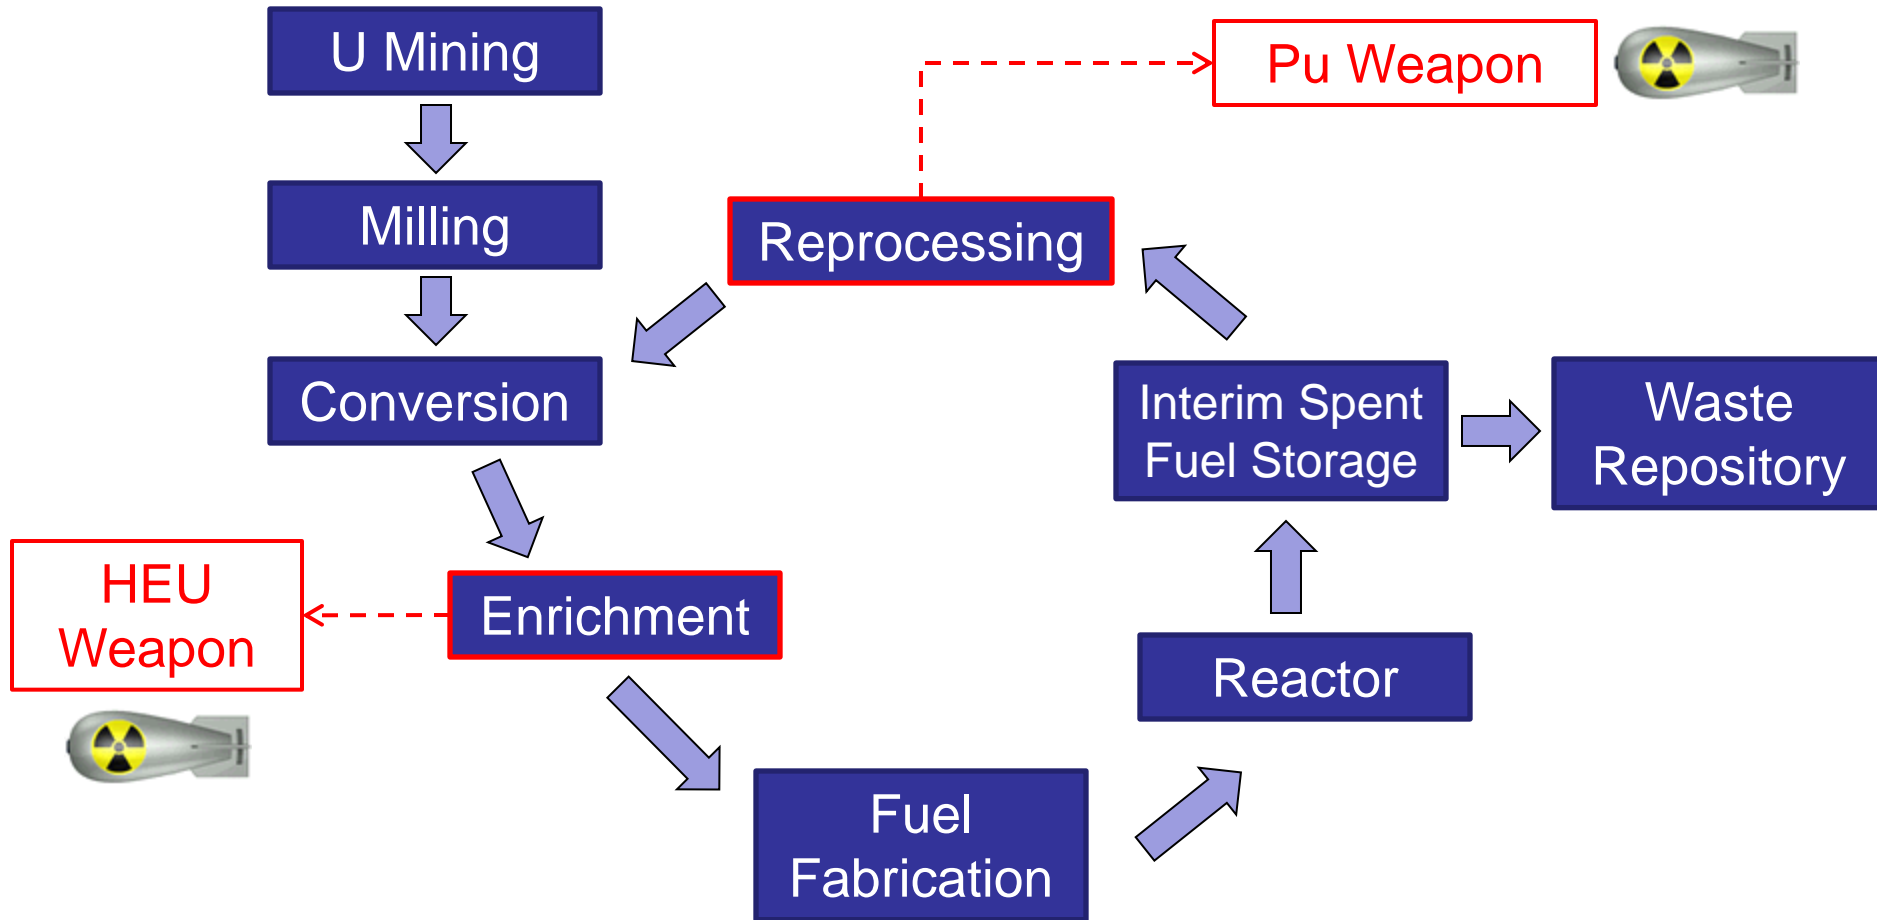 U Mining
Pu Weapon
Milling
Reprocessing
Conversion
Interim Spent
Fuel Storage
Waste
Repository
HEU
Weapon
Enrichment
Reactor
Fuel
Fabrication